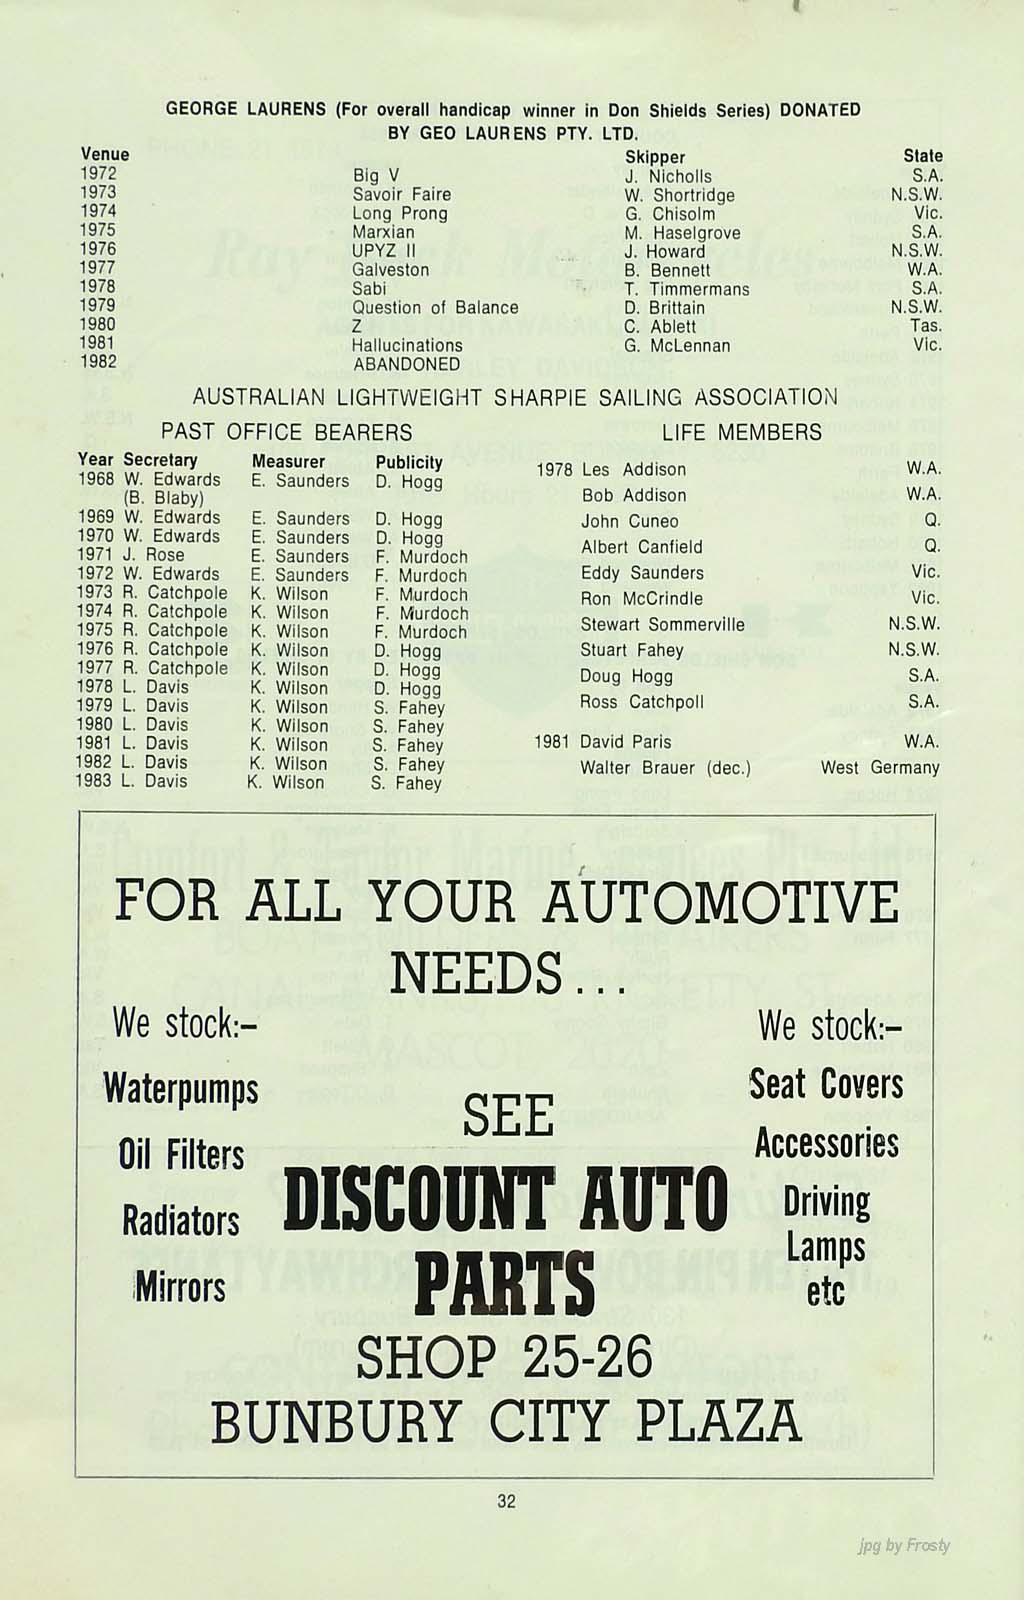 GEORGE LAURENS (For overall handicap winner in Don Shields Series) DONATED
BY GEO LAURENS PTY. LTD.
Venue Skipper State
1972 Big V J. Nicholls S.A.
1973 Savoir Faire W. Shortridge N.S.W.
1974 Long Prong G. Chisolm Vic.
1975 Marxian M. Haselgrove S.A.
1976 UPYZ II J. Howard N.S.W.
1977 Galveston B. Bennett W.A.
1978 Sabi T. Timmermans S.A.
1979 Question of Balance D. Brittain N.S.W.
1980 Z C. Ablett Tas.
1981 Hallucinations G. McLennan Vic.
1982 ABANDONED
AUSTRALIAN LIGHTWEIGHT SHARPIE SAILING ASSOCIATION
PAST OFFICE BEARERS
Year Secretary Measurer Publicity
1968 W. Edwards E. Saunders D. Hogg
(B. Blaby)
1969 W. Edwards E. Saunders D. Hogg
1970 W. Edwards E. Saunders D. Hogg
1971 J. Rose E. Saunders F. Murdoch
1972 W. Edwards E. Saunders F. Murdoch
1973 R. Catchpole K. Wilson F. Murdoch
1974 R. Catchpole K. Wilson F. Murdoch
1975 R. Catchpole K. Wilson F. Murdoch
1976 R. Catchpole K. Wilson D. Hogg
1977 R. Catchpole K. Wilson D. Hogg
1978 L. Davis K. Wilson D. Hogg
1979 L. Davis K. Wilson S. Fahey
1980 L. Davis K. Wilson S. Fahey
1981 L. Davis K. Wilson S. Fahey
1982 L. Davis K. Wilson S. Fahey
1983 L. Davis K. Wilson S. Fahey
LIFE MEMBERS
1978 Les Addison W.A.
Bob Addison W.A.
John Cuneo Q.
Albert Canfield Q.
Eddy Saunders Vic.
Ron McCrindle Vic.
Stewart Sommerville N.S.W.
Stuart Fahey N.S.W.
Doug Hogg S.A.
Ross Catchpoll S.A.
1981 David Paris W.A.
Walter Brauer (dec.) West Germany
FOR ALL YOUR AUTOMOTIVE
NEEDS...
We stock:–
Waterpumps
Oil Filters
Radiators
Mirrors
SEE
DISCOUNT AUTO
PARTS
We stock:–
Seat Covers
Accessories
Driving
Lamps
etc
SHOP 25-26
BUNBURY CITY PLAZA
32
jpg by Frosty